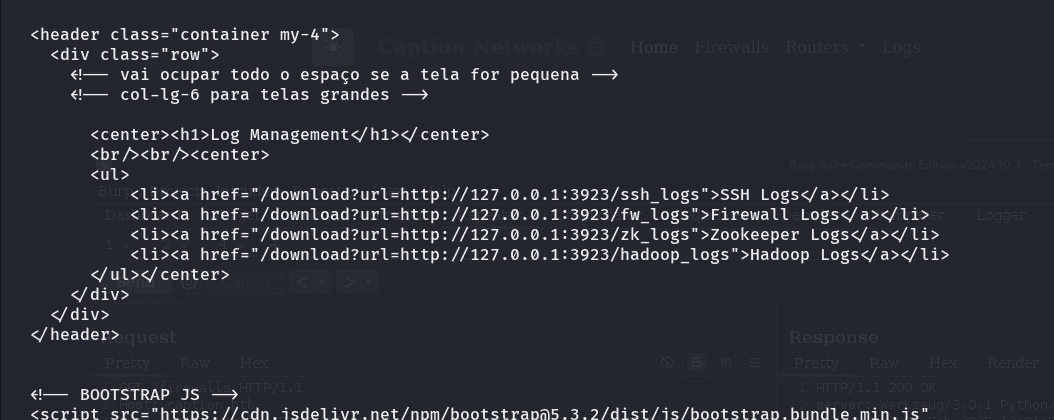 <header class="container my-4">
<div class="row">
<!-- vai ocupar todo o espaço se a tela for pequena -->
<!-- col-lg-6 para telas grandes -->
<center><h1>Log Management</h1></center>
<br/><br/><center>
<ul>
<li><a href="/download?url=http://127.0.0.1:3923/ssh_logs">SSH Logs</a></li>
<li><a href="/download?url=http://127.0.0.1:3923/fw_logs">Firewall Logs</a></li>
<li><a href="/download?url=http://127.0.0.1:3923/zk_logs">Zookeeper Logs</a></li>
<li><a href="/download?url=http://127.0.0.1:3923/hadoop_logs">Hadoop Logs</a></li>
</ul></center>
</div>
</div>
</header>
<!-- BOOTSTRAP JS -->
<script src="https://cdn.jsdelivr.net/npm/bootstrap@5.3.2/dist/js/bootstrap.bundle.min.js"
Caption Networks
Home Firewalls Routers Logs
Burp Suite Community Edition v2024.10.3
Logger
Cancel
Request
Pretty Raw Hex
HTTP/1.1
Response
Pretty Raw Hex Render
1 HTTP/1.1 200 OK
Werkzeug/3.0.1